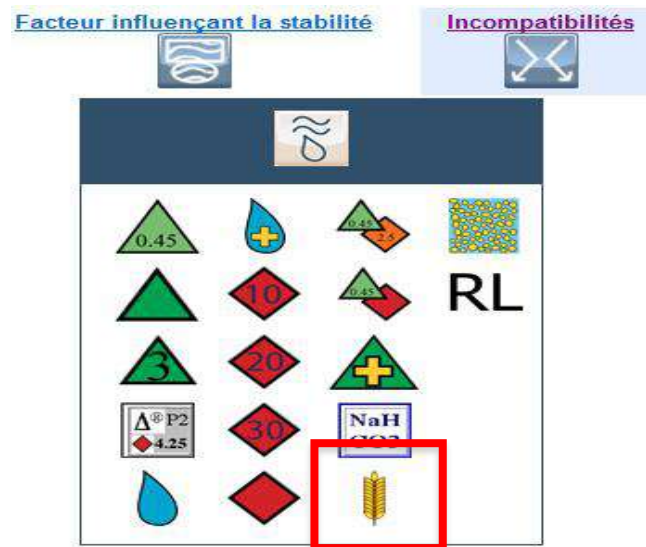 Facteur influençant la stabilité Incompatibilités
0.45 0.45 2.5
10 0.45 RL
3 20
Δ® P2 30 NaH
4.25 CO3